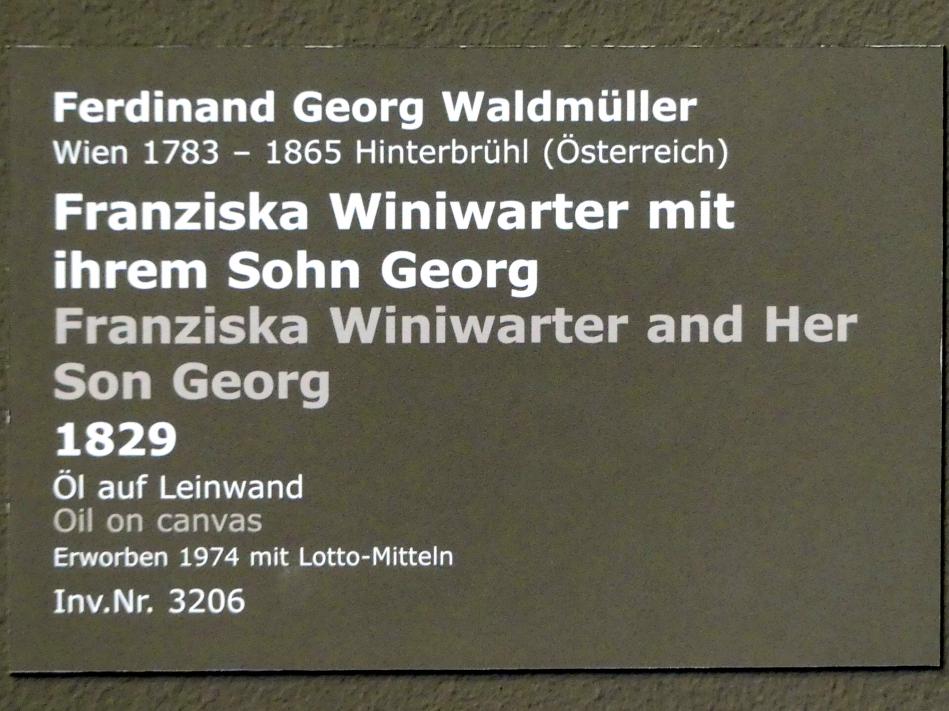 Ferdinand Georg Waldmüller
Wien 1783 – 1865 Hinterbrühl (Österreich)
Franziska Winiwarter mit
ihrem Sohn Georg
Franziska Winiwarter and Her
Son Georg
1829
Öl auf Leinwand
Oil on canvas
Erworben 1974 mit Lotto-Mitteln
Inv.Nr. 3206